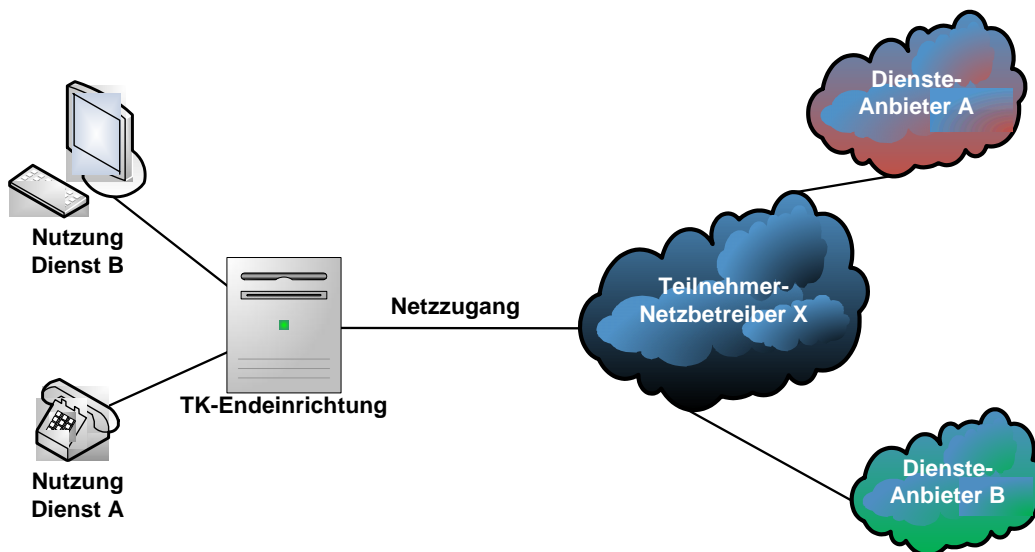 Dienste-
Anbieter A
Nutzung
Dienst B
Teilnehmer-
Netzbetreiber X
Netzzugang
TK-Endeinrichtung
Nutzung
Dienst A
Dienste-
Anbieter B